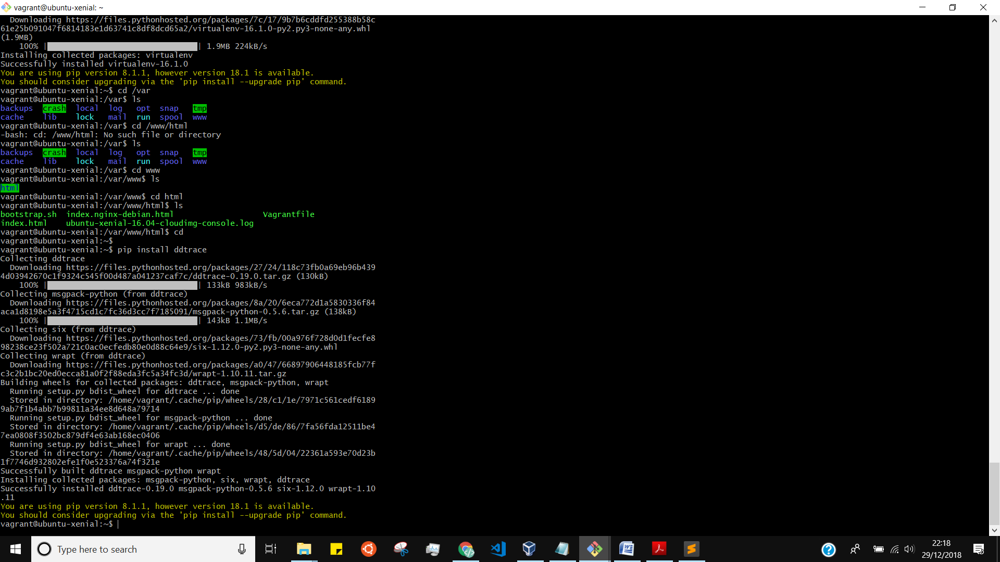 vagrant@ubuntu-xenial: ~
  Downloading https://files.pythonhosted.org/packages/7c/17/9b7b6cddfd255388b58c
61e25b091047f6814183e1d63741c8df8dcd65a2/virtualenv-16.1.0-py2.py3-none-any.whl
(1.9MB)
    100% || 1.9MB 224kB/s
Installing collected packages: virtualenv
Successfully installed virtualenv-16.1.0
You are using pip version 8.1.1, however version 18.1 is available.
You should consider upgrading via the 'pip install --upgrade pip' command.
vagrant@ubuntu-xenial:~$ cd /var
vagrant@ubuntu-xenial:/var$ ls
backups  crash  local  log   opt  snap   tmp
cache    lib    lock   mail  run  spool  www
vagrant@ubuntu-xenial:/var$ cd /www/html
-bash: cd: /www/html: No such file or directory
vagrant@ubuntu-xenial:/var$ ls
backups  crash  local  log   opt  snap   tmp
cache    lib    lock   mail  run  spool  www
vagrant@ubuntu-xenial:/var$ cd www
vagrant@ubuntu-xenial:/var/www$ ls
html
vagrant@ubuntu-xenial:/var/www$ cd html
vagrant@ubuntu-xenial:/var/www/html$ ls
bootstrap.sh  index.nginx-debian.html                   Vagrantfile
index.html    ubuntu-xenial-16.04-cloudimg-console.log
vagrant@ubuntu-xenial:/var/www/html$ cd
vagrant@ubuntu-xenial:~$
vagrant@ubuntu-xenial:~$ pip install ddtrace
Collecting ddtrace
  Downloading https://files.pythonhosted.org/packages/27/24/118c73fb0a69eb96b439
4d03942670c1f9324c545f00d487a041237caf7c/ddtrace-0.19.0.tar.gz (130kB)
    100% || 133kB 983kB/s
Collecting msgpack-python (from ddtrace)
  Downloading https://files.pythonhosted.org/packages/8a/20/6eca772d1a5830336f84
aca1d8198e5a3f4715cd1c7fc36d3cc7f7185091/msgpack-python-0.5.6.tar.gz (138kB)
    100% || 143kB 1.1MB/s
Collecting six (from ddtrace)
  Downloading https://files.pythonhosted.org/packages/73/fb/00a976f728d0d1fecfe8
98238ce23f502a721c0ac0ecfedb80e0d88c64e9/six-1.12.0-py2.py3-none-any.whl
Collecting wrapt (from ddtrace)
  Downloading https://files.pythonhosted.org/packages/a0/47/66897906448185fcb77f
c3c2b1bc20ed0ecca81a0f2f88eda3fc5a34fc3d/wrapt-1.10.11.tar.gz
Building wheels for collected packages: ddtrace, msgpack-python, wrapt
  Running setup.py bdist_wheel for ddtrace ... done
  Stored in directory: /home/vagrant/.cache/pip/wheels/28/c1/1e/7971c561cedf6189
9ab7f1b4abb7b99811a34ee8d648a79714
  Running setup.py bdist_wheel for msgpack-python ... done
  Stored in directory: /home/vagrant/.cache/pip/wheels/d5/de/86/7fa56fda12511be4
7ea0808f3502bc879df4e63ab168ec0406
  Running setup.py bdist_wheel for wrapt ... done
  Stored in directory: /home/vagrant/.cache/pip/wheels/48/5d/04/22361a593e70d23b
1f7746d932802efe1f0e523376a74f321e
Successfully built ddtrace msgpack-python wrapt
Installing collected packages: msgpack-python, six, wrapt, ddtrace
Successfully installed ddtrace-0.19.0 msgpack-python-0.5.6 six-1.12.0 wrapt-1.10
.11
You are using pip version 8.1.1, however version 18.1 is available.
You should consider upgrading via the 'pip install --upgrade pip' command.
vagrant@ubuntu-xenial:~$
Type here to search
22:18
29/12/2018